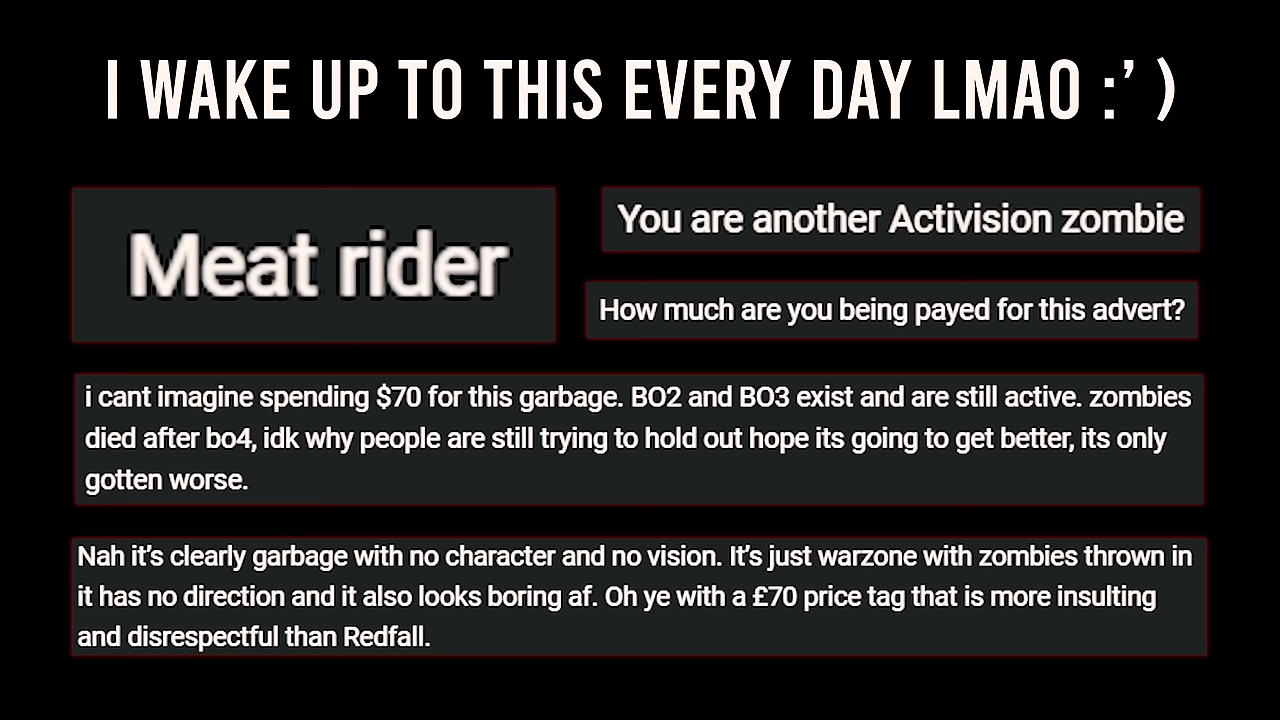 I WAKE UP TO THIS EVERY DAY LMAO :’ )
Meat rider
You are another Activision zombie
How much are you being payed for this advert?
i cant imagine spending $70 for this garbage. BO2 and BO3 exist and are still active. zombies
died after bo4, idk why people are still trying to hold out hope its going to get better, its only
gotten worse.
Nah it’s clearly garbage with no character and no vision. It’s just warzone with zombies thrown in
it has no direction and it also looks boring af. Oh ye with a £70 price tag that is more insulting
and disrespectful than Redfall.